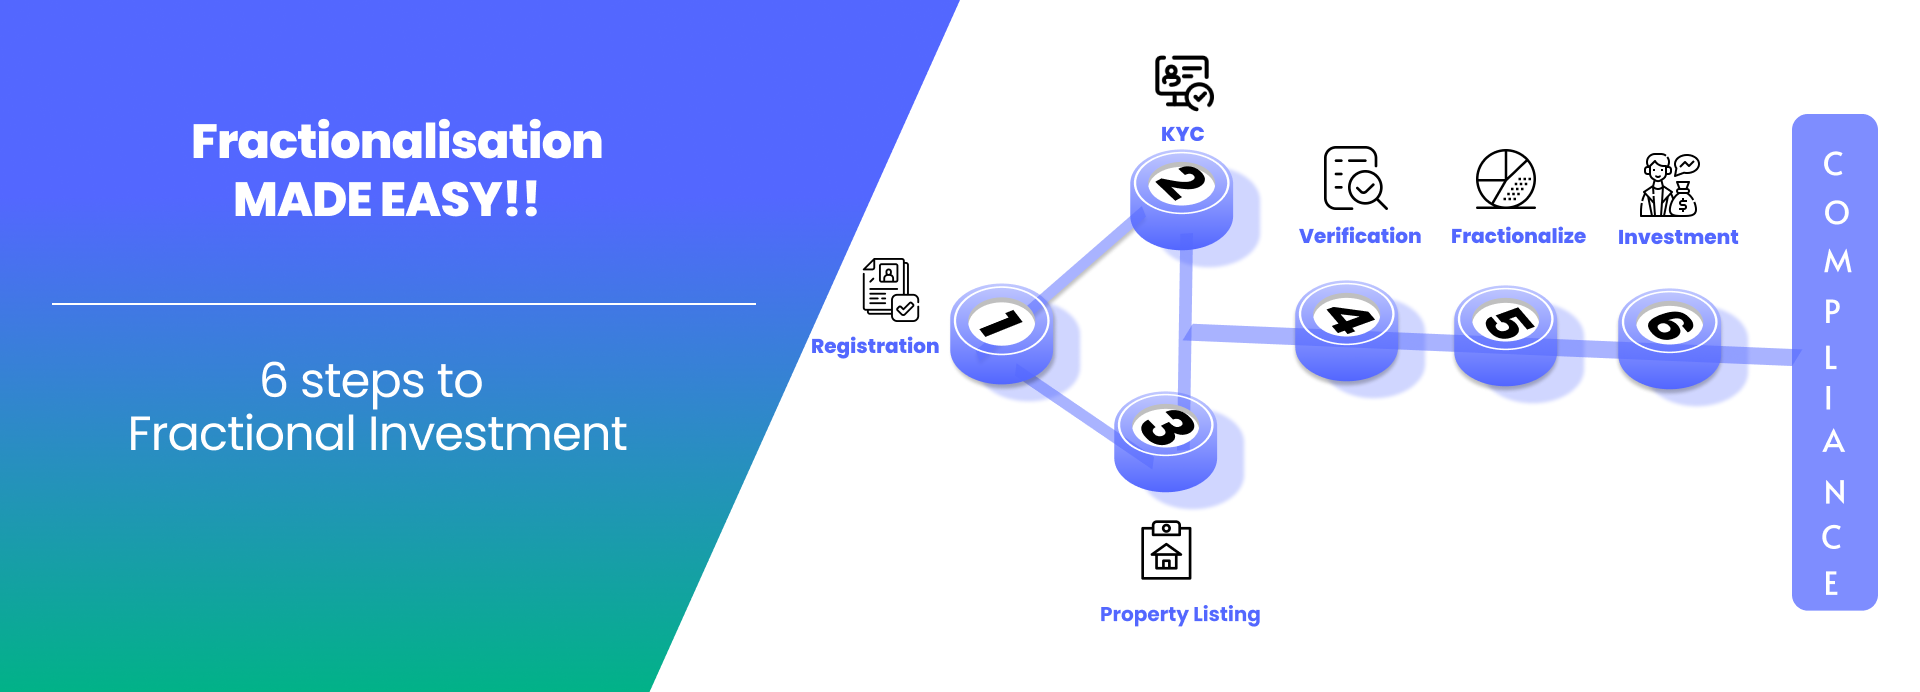 Fractionalisation
MADE EASY!!
6 steps to
Fractional Investment
Registration
1
KYC
2
3
Property Listing
Verification
4
Fractionalize
5
Investment
6
COMPLIANCE